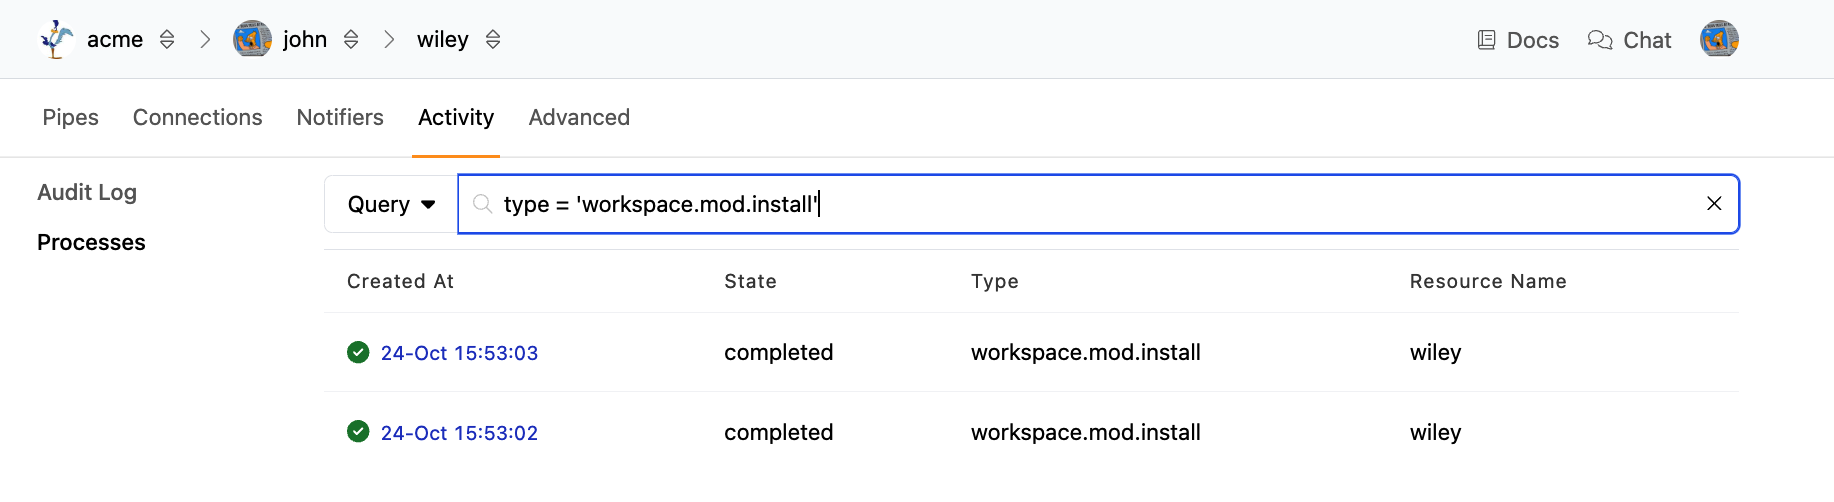 acme john wiley Docs Chat
Pipes Connections Notifiers Activity Advanced
Audit Log
Processes
Query type = 'workspace.mod.install'
Created At State Type Resource Name
24-Oct 15:53:03 completed workspace.mod.install wiley
24-Oct 15:53:02 completed workspace.mod.install wiley